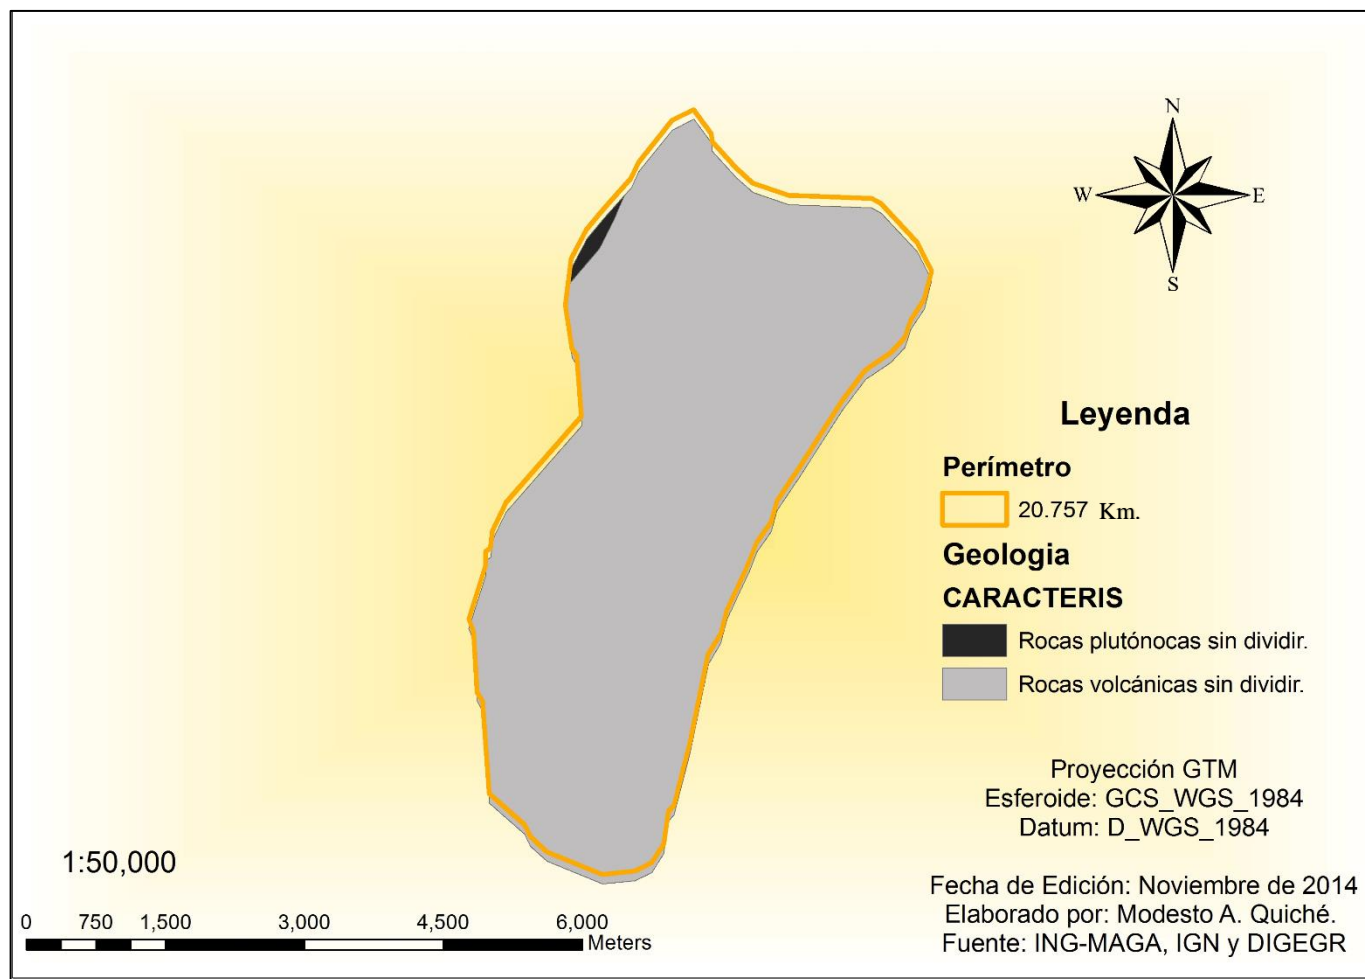 N
W
E
S
Leyenda
Perímetro
20.757 Km.
Geologia
CARACTERIS
Rocas plutónocas sin dividir.
Rocas volcánicas sin dividir.
Proyección GTM
Esferoide: GCS_WGS_1984
Datum: D_WGS_1984
1:50,000
0 750 1,500 3,000 4,500 6,000
Meters
Fecha de Edición: Noviembre de 2014
Elaborado por: Modesto A. Quiché.
Fuente: ING-MAGA, IGN y DIGEGR